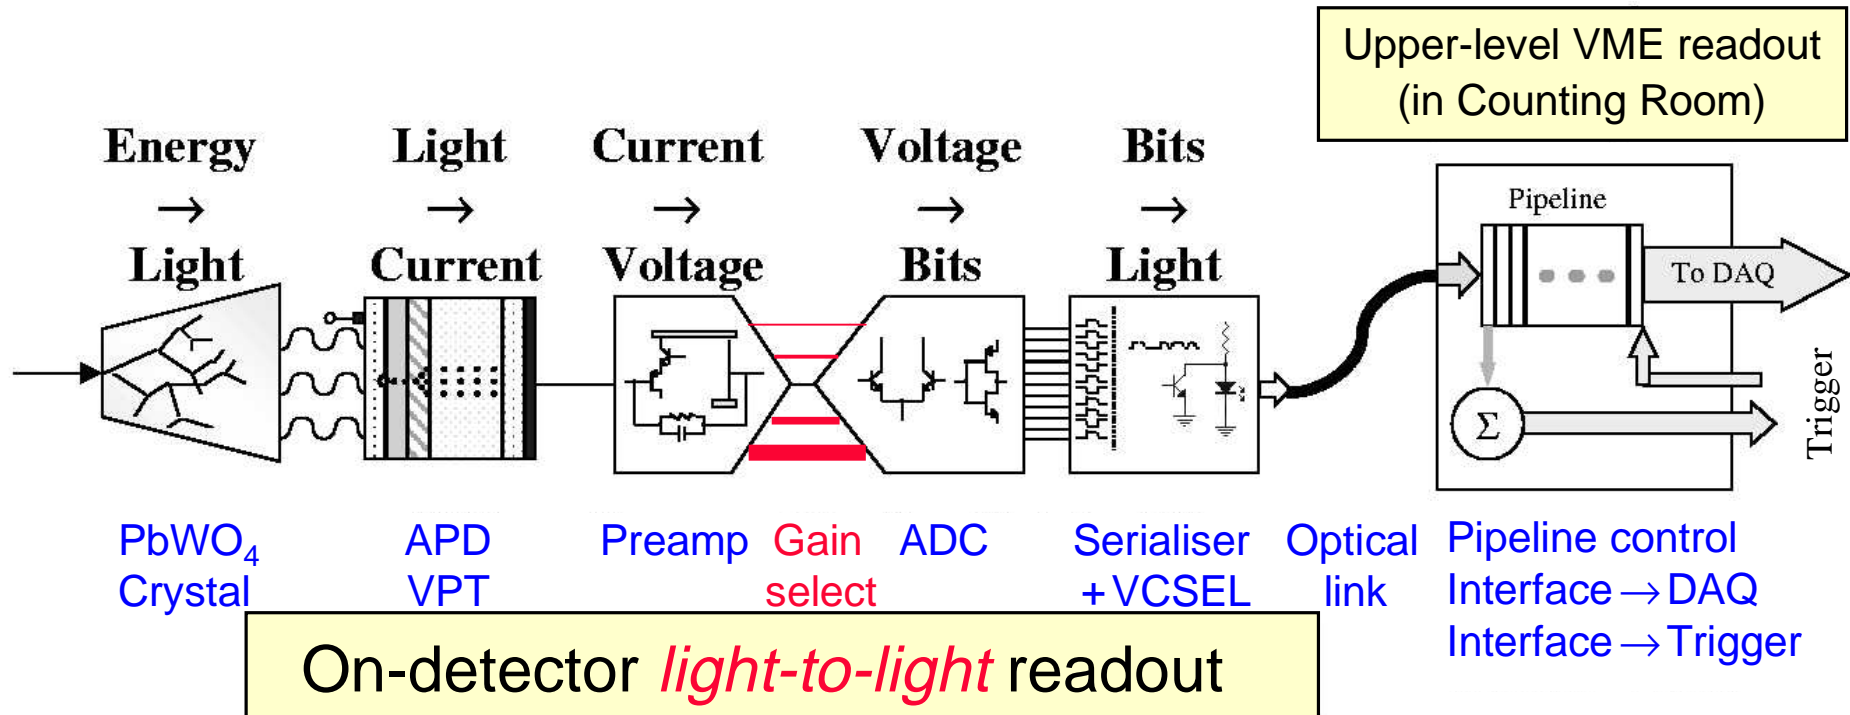 Upper-level VME readout
(in Counting Room)
Energy
→
Light
Light
→
Current
Current
→
Voltage
Voltage
→
Bits
Bits
→
Light
Pipeline
To DAQ
Σ
Trigger
PbWO4
Crystal
APD
VPT
Preamp
Gain
select
ADC
Serialiser
+ VCSEL
Optical
link
Pipeline control
Interface → DAQ
Interface → Trigger
On-detector light-to-light readout